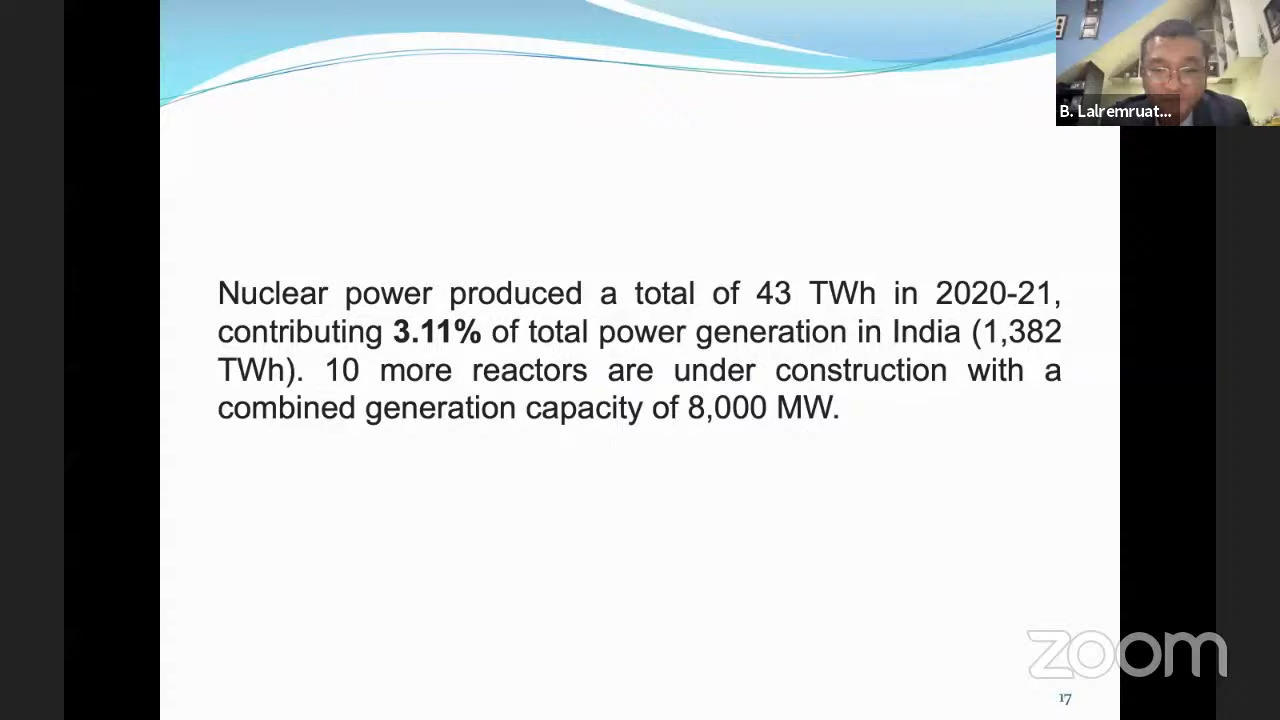 B. Lalremruat...
Nuclear power produced a total of 43 TWh in 2020-21,
contributing 3.11% of total power generation in India (1,382
TWh). 10 more reactors are under construction with a
combined generation capacity of 8,000 MW.
zoom
17